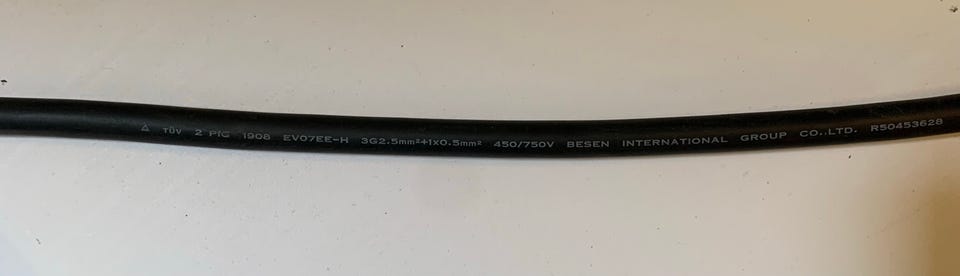 △ TÜV 2 PfG 1908 EV07EE-H 3G2.5mm²+1x0.5mm² 450/750V BESEN INTERNATIONAL GROUP CO.,LTD. R50453628